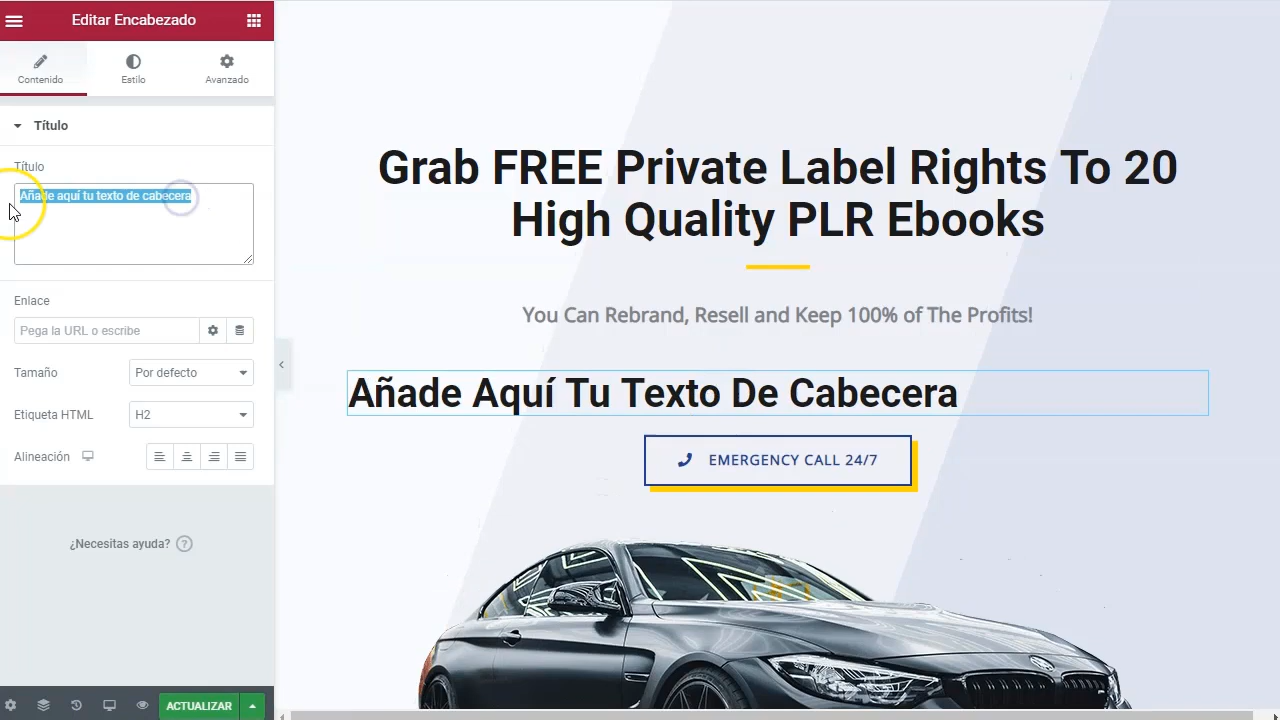 Editar Encabezado
Contenido
Estilo
Avanzado
Título
Título
Añade aquí tu texto de cabecera
Enlace
Pega la URL o escribe
Tamaño
Por defecto
Etiqueta HTML
H2
Alineación
¿Necesitas ayuda? ?
ACTUALIZAR
Grab FREE Private Label Rights To 20
High Quality PLR Ebooks
You Can Rebrand, Resell and Keep 100% of The Profits!
Añade Aquí Tu Texto De Cabecera
EMERGENCY CALL 24/7